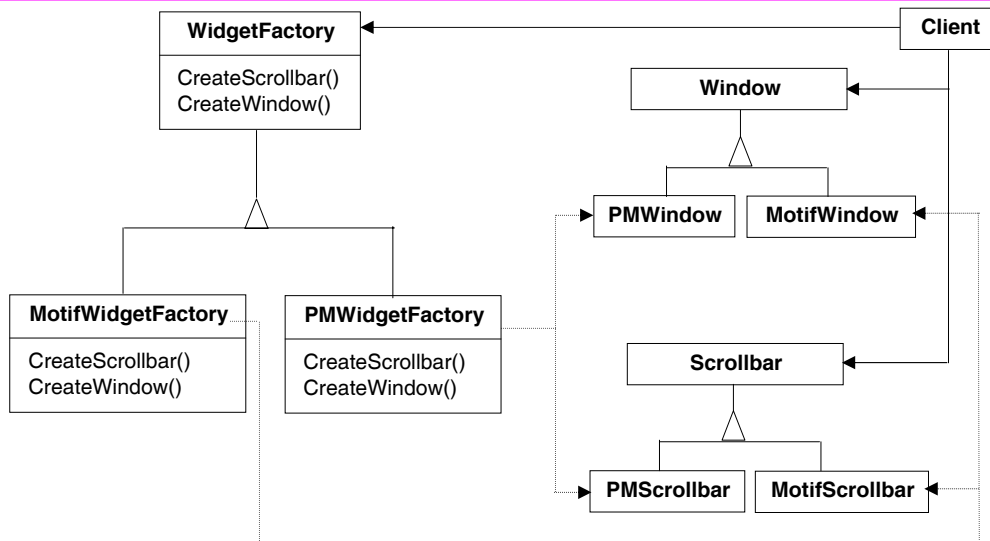 WidgetFactory
CreateScrollbar()
CreateWindow()
Client
Window
PMWindow
MotifWindow
MotifWidgetFactory
CreateScrollbar()
CreateWindow()
PMWidgetFactory
CreateScrollbar()
CreateWindow()
Scrollbar
PMScrollbar
MotifScrollbar